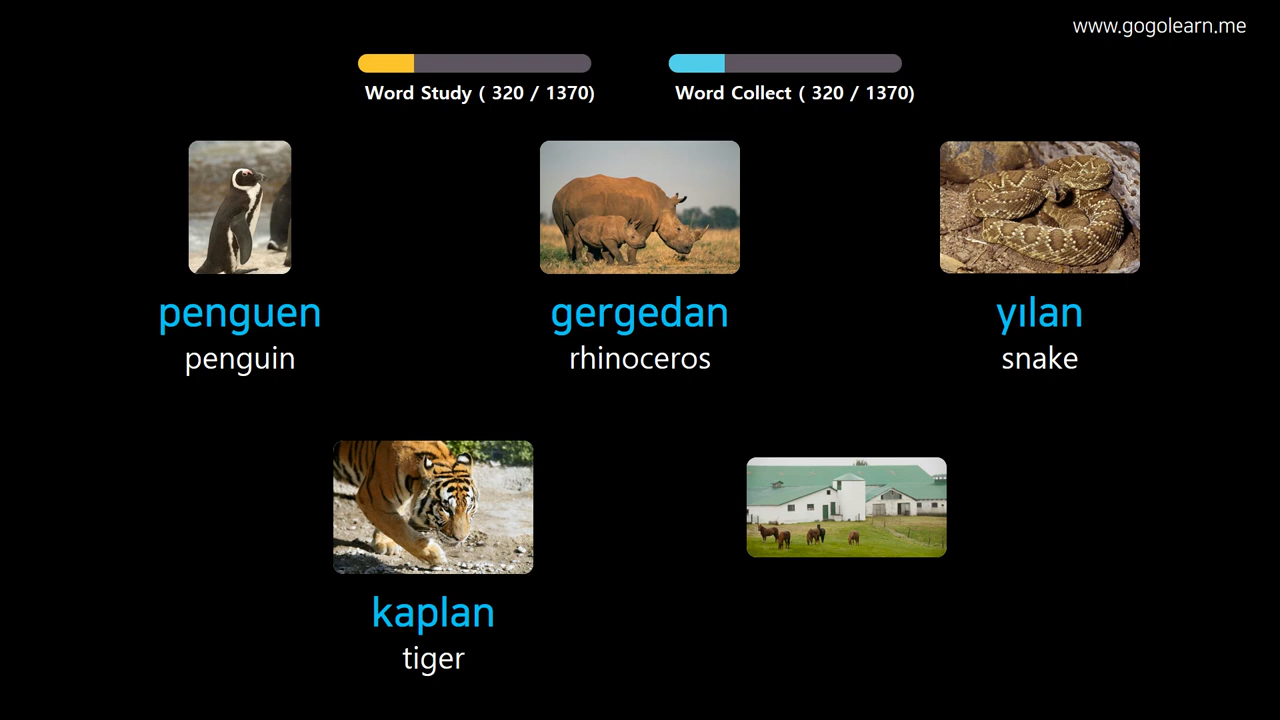 www.gogolearn.me
Word Study ( 320 / 1370)
Word Collect ( 320 / 1370)
penguen
penguin
gergedan
rhinoceros
yılan
snake
kaplan
tiger